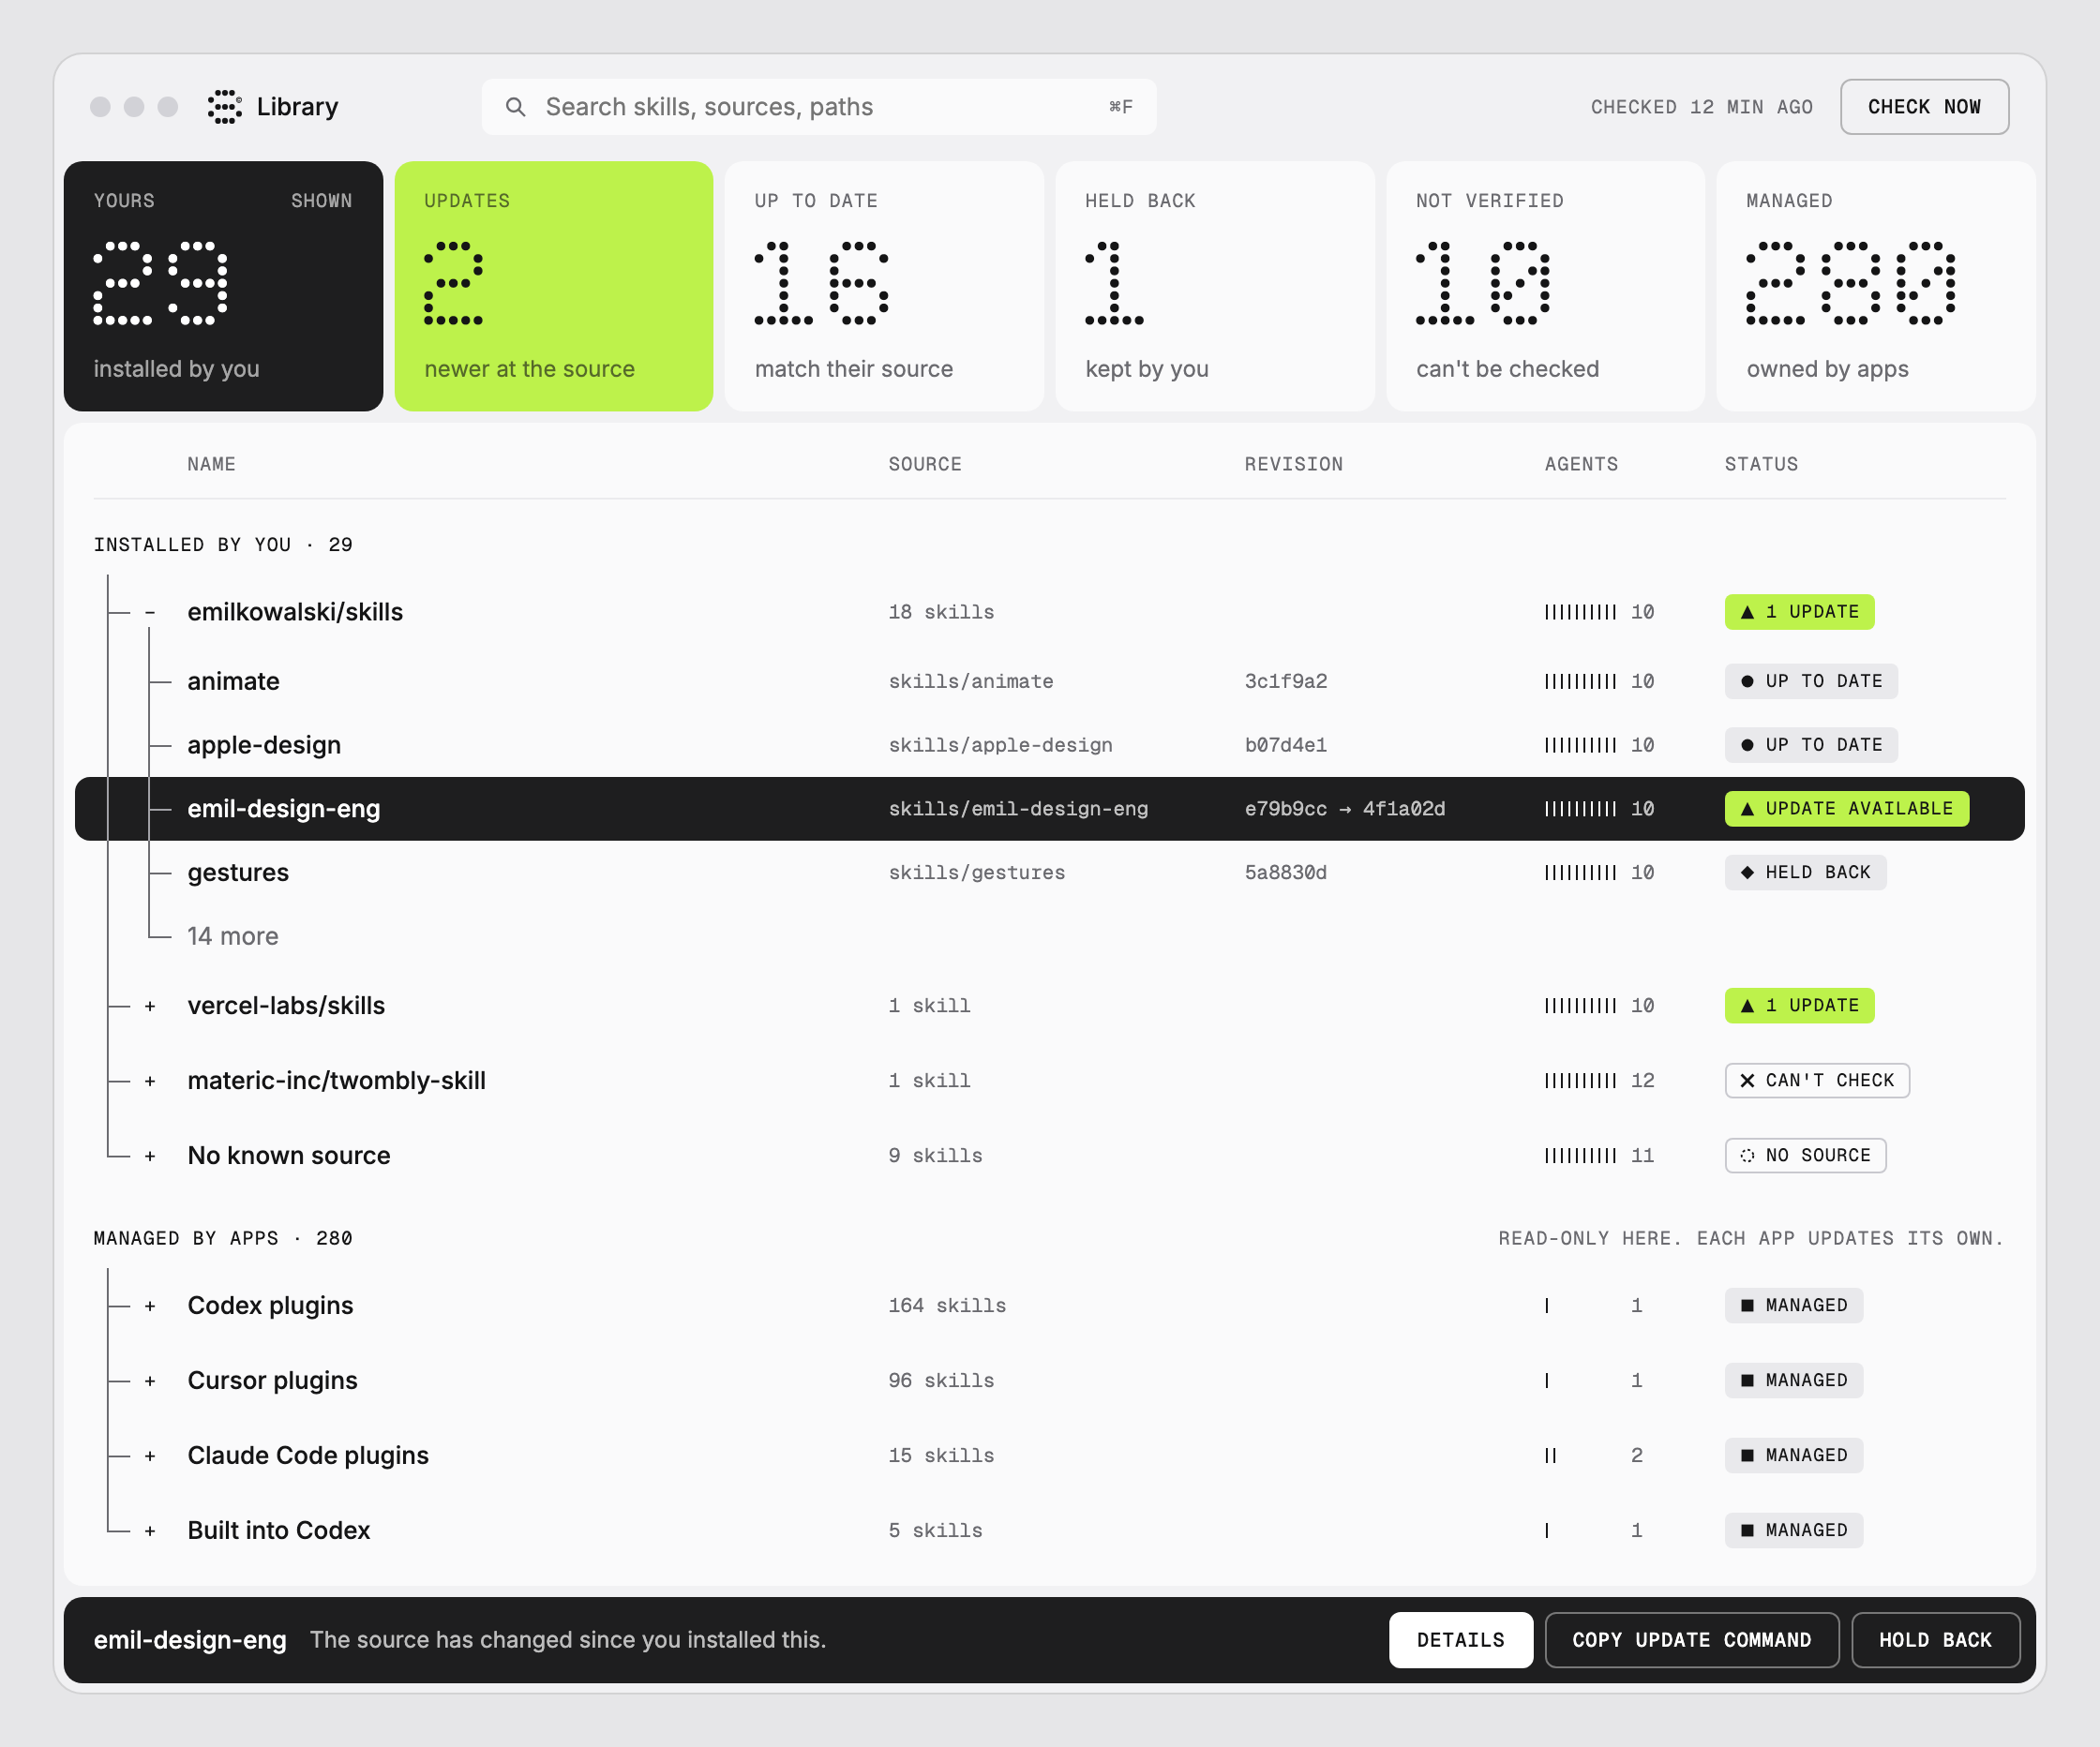 Library
Search skills, sources, paths ⌘F
CHECKED 12 MIN AGO
CHECK NOW
YOURS SHOWN
29
installed by you
UPDATES
2
newer at the source
UP TO DATE
16
match their source
HELD BACK
1
kept by you
NOT VERIFIED
10
can't be checked
MANAGED
280
owned by apps
NAME SOURCE REVISION AGENTS STATUS
INSTALLED BY YOU · 29
− emilkowalski/skills 18 skills 10 ▲ 1 UPDATE
animate skills/animate 3c1f9a2 10 ● UP TO DATE
apple-design skills/apple-design b07d4e1 10 ● UP TO DATE
emil-design-eng skills/emil-design-eng e79b9cc → 4f1a02d 10 ▲ UPDATE AVAILABLE
gestures skills/gestures 5a8830d 10 ◆ HELD BACK
14 more
+ vercel-labs/skills 1 skill 10 ▲ 1 UPDATE
+ materic-inc/twombly-skill 1 skill 12 ✕ CAN'T CHECK
+ No known source 9 skills 11 NO SOURCE
MANAGED BY APPS · 280 READ-ONLY HERE. EACH APP UPDATES ITS OWN.
+ Codex plugins 164 skills 1 ■ MANAGED
+ Cursor plugins 96 skills 1 ■ MANAGED
+ Claude Code plugins 15 skills 2 ■ MANAGED
+ Built into Codex 5 skills 1 ■ MANAGED
emil-design-eng The source has changed since you installed this. DETAILS COPY UPDATE COMMAND HOLD BACK